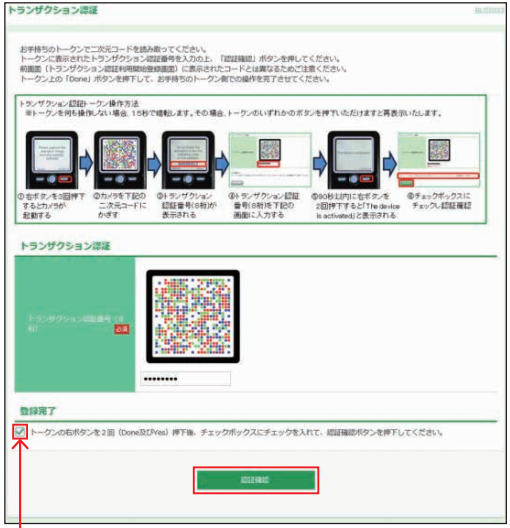 トランザクション認証
お手持ちのトークンで二次元コードを読み取ってください。
トークンに表示されたトランザクション認証番号を入力の上、「認証確認」ボタンを押してください。
前画面（トランザクション認証利用開始登録画面）に表示されたコードとは異なるためご注意ください。
トークン上の「Done」ボタンを押下して、お手持ちのトークン側での操作を完了させてください。
トランザクション認証トークン操作方法
※トークンを何も操作しない場合、15秒で暗転します。その場合、トークンのいずれかのボタンを押下いただけますと再表示いたします。
①右ボタンを3回押下するとカメラが起動する
②カメラを下記の二次元コードにかざす
③トランザクション認証番号(8桁)が表示される
④トランザクション認証番号(8桁)を下記の画面に入力する
⑤90秒以内に右ボタンを2回押下すると「The device is activated」と表示される
⑥チェックボックスにチェックし認証確認
トランザクション認証
トランザクション認証番号（8桁） 必須
••••••••
登録完了
トークンの右ボタンを2回（Done及びYes）押下後、チェックボックスにチェックを入れて、認証確認ボタンを押下してください。
認証確認